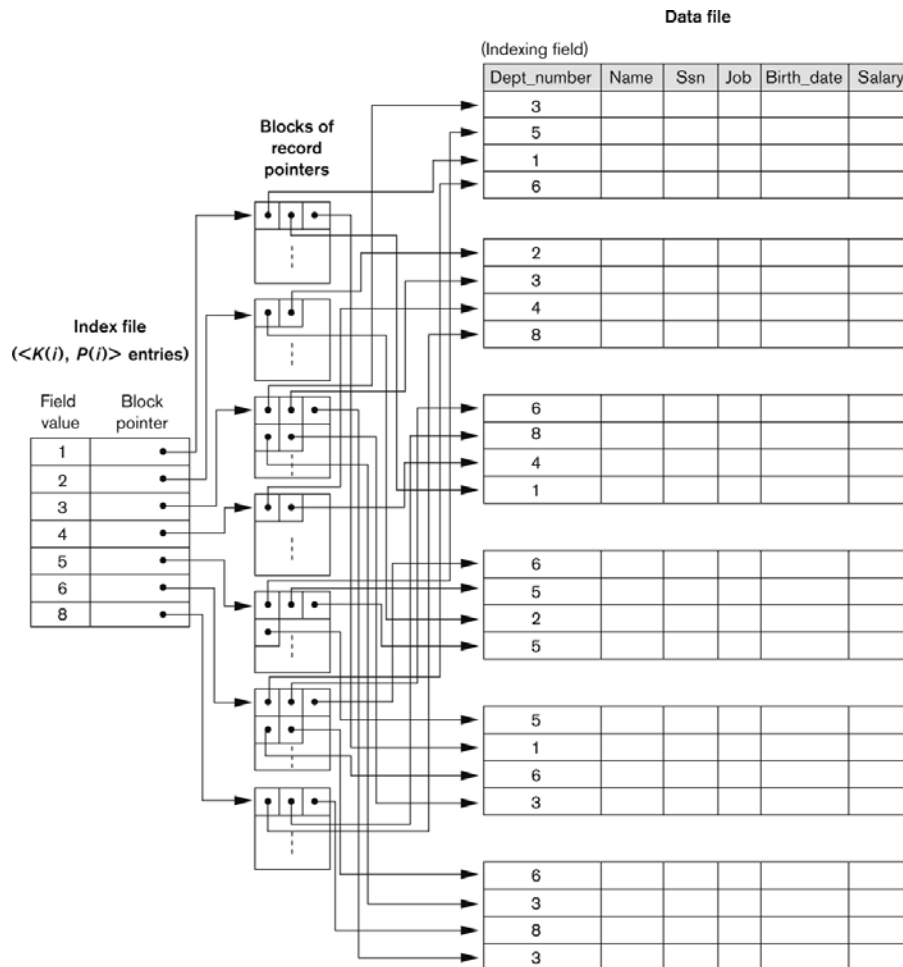 Data file
(Indexing field)
Dept_number Name Ssn Job Birth_date Salary
3
5
1
6
2
3
4
8
6
8
4
1
6
5
2
5
5
1
6
3
6
3
8
3
Blocks of
record
pointers
Index file
(<K(i), P(i)> entries)
Field
value
Block
pointer
1
2
3
4
5
6
8